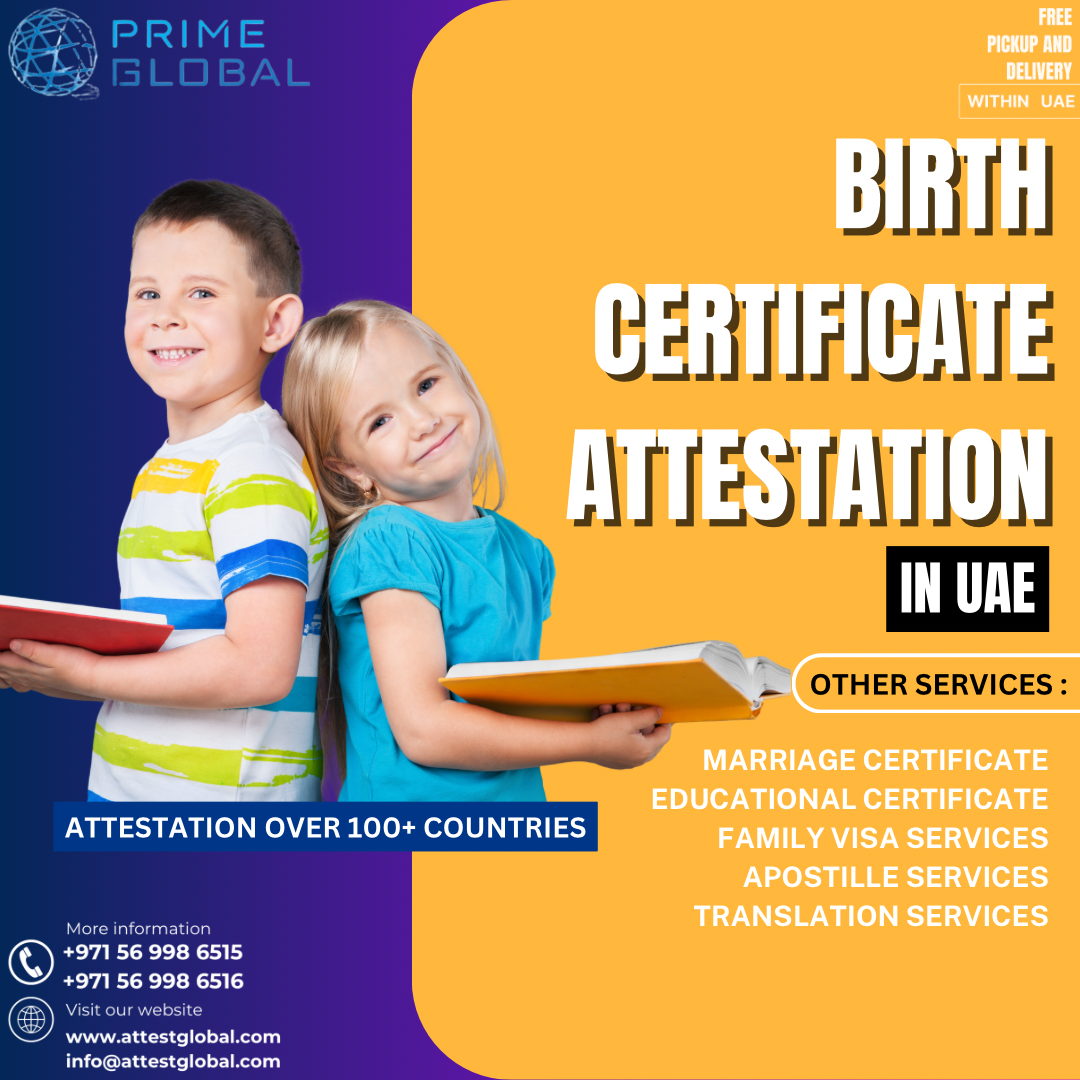 PRIME
GLOBAL
FREE
PICKUP AND
DELIVERY
WITHIN UAE
BIRTH
CERTIFICATE
ATTESTATION
IN UAE
OTHER SERVICES :
MARRIAGE CERTIFICATE
EDUCATIONAL CERTIFICATE
FAMILY VISA SERVICES
APOSTILLE SERVICES
TRANSLATION SERVICES
ATTESTATION OVER 100+ COUNTRIES
More information
+971 56 998 6515
+971 56 998 6516
Visit our website
www.attestglobal.com
info@attestglobal.com